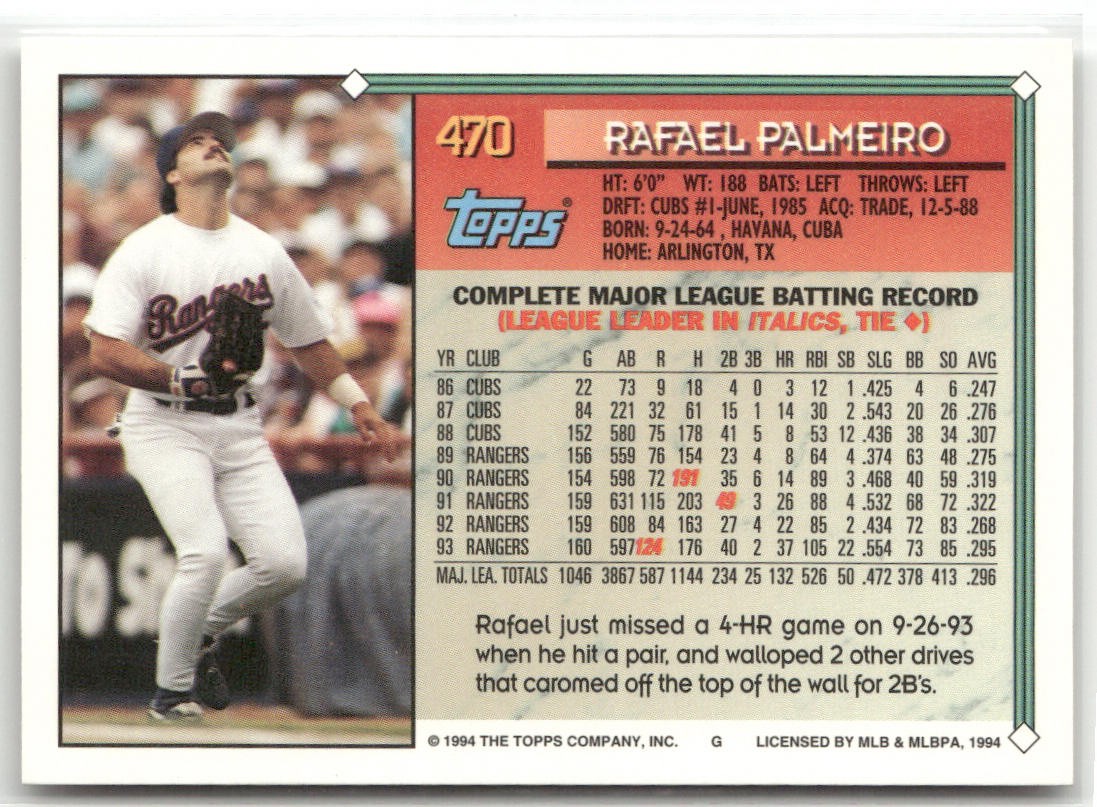 470 RAFAEL PALMEIRO
topps®
HT: 6'0" WT: 188 BATS: LEFT THROWS: LEFT
DRFT: CUBS #1-JUNE, 1985 ACQ: TRADE, 12-5-88
BORN: 9-24-64 , HAVANA, CUBA
HOME: ARLINGTON, TX
Rangers
COMPLETE MAJOR LEAGUE BATTING RECORD
(LEAGUE LEADER IN ITALICS, TIE ◆)
YR CLUB G AB R H 2B 3B HR RBI SB SLG BB SO AVG
86 CUBS 22 73 9 18 4 0 3 12 1 .425 4 6 .247
87 CUBS 84 221 32 61 15 1 14 30 2 .543 20 26 .276
88 CUBS 152 580 75 178 41 5 8 53 12 .436 38 34 .307
89 RANGERS 156 559 76 154 23 4 8 64 4 .374 63 48 .275
90 RANGERS 154 598 72 191 35 6 14 89 3 .468 40 59 .319
91 RANGERS 159 631 115 203 49 3 26 88 4 .532 68 72 .322
92 RANGERS 159 608 84 163 27 4 22 85 2 .434 72 83 .268
93 RANGERS 160 597 124 176 40 2 37 105 22 .554 73 85 .295
MAJ. LEA. TOTALS 1046 3867 587 1144 234 25 132 526 50 .472 378 413 .296
Rafael just missed a 4-HR game on 9-26-93
when he hit a pair, and walloped 2 other drives
that caromed off the top of the wall for 2B's.
© 1994 THE TOPPS COMPANY, INC. G LICENSED BY MLB & MLBPA, 1994